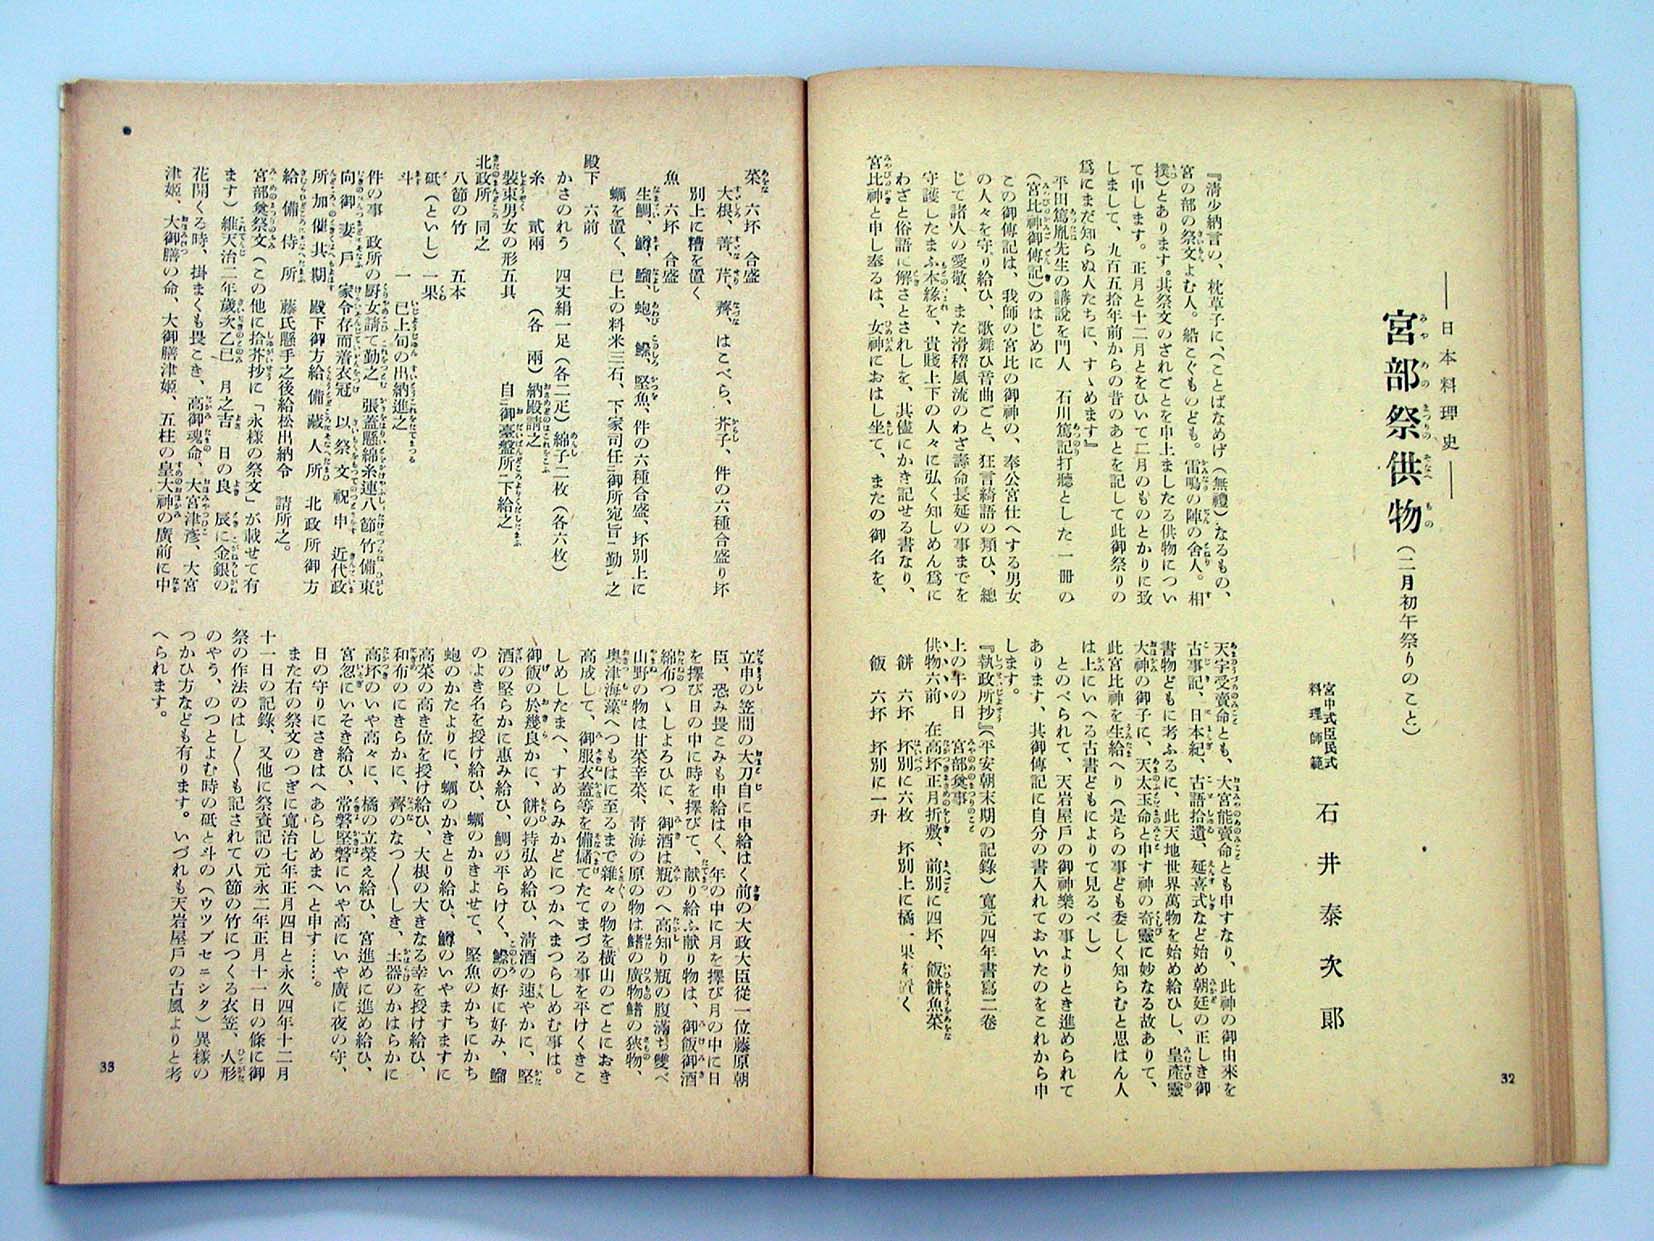 ――日本料理史――
宮部祭供物（二月初午祭りのこと）
宮中式臣民式
料理師範
石井泰次郎
『清少納言の、枕草子に、（ことばなめげ（無禮）なるもの、
宮の部の祭文よむ人。船こぐものども。雷鳴の陣の舍人。相
撲）とあります。其祭文のされごとを申上ましたる供物につい
て申します。正月と十二月とをひいて二月のものとかりに致
しまして、九百五拾年前からの昔のあとを記して此御祭りの
爲にまだ知らぬ人たちに、すゝめます』
平田篤胤先生の講說を門人　石川篤記打聽とした一冊の
（宮比神御傳記）のはじめに
この御傳記は、我師の宮比の御神の、奉公宮仕へする男女
の人々を守り給ひ、歌舞ひ音曲ごと、狂言綺語の類ひ、總
じて諸人の愛敬、また滑稽風流のわざ壽命長延の事までを
守護したまふ本緣を、貴賤上下の人々に弘く知しめん爲に
わざと俗語に解さとされしを、其儘にかき記せる書なり、
宮比神と申し奉るは、女神におはし坐て、またの御名を、
天宇受賣命とも、大宮能賣命とも申すなり、此神の御由來を
古事記、日本紀、古語拾遺、延喜式など始め朝廷の正しき御
書物どもに考ふるに、此天地世界萬物を始め給ひし、皇產靈
大神の御子に、天太玉命と申す神の奇靈に妙なる故ありて、
此宮比神を生給へり（是らの事ども委しく知らむと思はん人
は上にいへる古書どもによりて見るべし）
とのべられて、天岩屋戶の御神樂の事よりとき進められて
あります、其御傳記に自分の書入れておいたのをこれから申
します。
『執政所抄』（平安朝末期の記錄）寬元四年書寫二卷
上の午の日　宮部奠事
供物六前　在高坏正月折敷、前別に四坏、飯餠魚菜
餠　六坏　坏別に六枚　坏別上に橘一果を置く
飯　六坏　坏別に一升
32
菜　六坏　合盛
大根、菁、芹、薺、はこべら、芥子、件の六種合盛り坏
別上に糟を置く
魚　六坏　合盛
生鯛、鱒、鰡、鮑、鯵、堅魚、件の六種合盛、坏別上に
蠣を置く、已上の料米三石、下家司任御所宛旨勤之
殿下　六前
かさのれう　四丈絹一足（各二疋）綿子二枚（各六枚）
糸　貳兩　（各　兩）納殿請之
裝束男女の形五具　自御臺盤所下給之
北政所　同之
八節の竹　五本
砥（といし）一果
斗　一　已上旬の出納進之
件の事　政所の厨女請て勤之　張蓋懸綿糸連八節竹備東
向御妻戶　家令存而着衣冠　以祭文祝申　近代政
所加催其期　殿下御方給備藏人所　北政所御方
給備侍所　藤氏懸手之後給松出納令　請所之。
宮部奠祭文（この他に拾芥抄に「永樣の祭文」が載せて有
ます）維天治二年歲次乙巳　月之吉　日の良　辰に金銀の
花開くる時、掛まくも畏こき、高御魂命、大宮津彥、大宮
津姬、大御膳の命、大御膳津姬、五柱の皇大神の廣前に中
立申の笠間の大刀自に申給はく前の大政大臣從一位藤原朝
臣、恐み畏こみも申給はく、年の中に月を擇び月の中に日
を擇び日の中に時を擇びて、獻り給ふ獻り物は、御飯御酒
綿布つゝしよろひに、御酒は瓶のへ高知り瓶の腹滿ち雙べ
山野の物は甘菜辛菜、靑海の原の物は鰭の廣物鰭の狹物、
奧津海藻へつもはに至るまで雜々の物を橫山のごとにおき
高成して、御服衣蓋等を備儲てたてまづる事を平けくきこ
しめしたまへ、すめらみかどにつかへまつらしめむ事は。
御飯の於幾良かに、餠の持弘め給ひ、淸酒の速やかに、堅
酒の堅らかに惠み給ひ、鯛の平らけく、鯵の好に好み、鰡
のよき名を授け給ひ、蠣のかきよせて、堅魚のかちにかち
鮑のかたよりに、蠣のかきとり給ひ、鱒のいやますますに
高菜の高き位を授け給ひ、大根の大きなる幸を授け給ひ、
和布のにきらかに、薺のなつ〱しき、土器のかはらかに
高坏のいや高々に、橘の立榮え給ひ、宮進めに進め給ひ、
宮忽にいそき給ひ、常磐堅磐にいや高にいや廣に夜の守、
日の守りにさきはへあらしめまへと申す……。
また右の祭文のつぎに寬治七年正月四日と永久四年十二月
十一日の記錄、又他に祭資記の元永二年正月十一日の條に御
祭の作法のはし〲も記されて八節の竹につくる衣笠、人形
のやう、のつとよむ時の砥と斗の（ウツブセニシタ）異樣の
つかひ方なども有ります。いづれも天岩屋戶の古風よりと考
へられます。
33